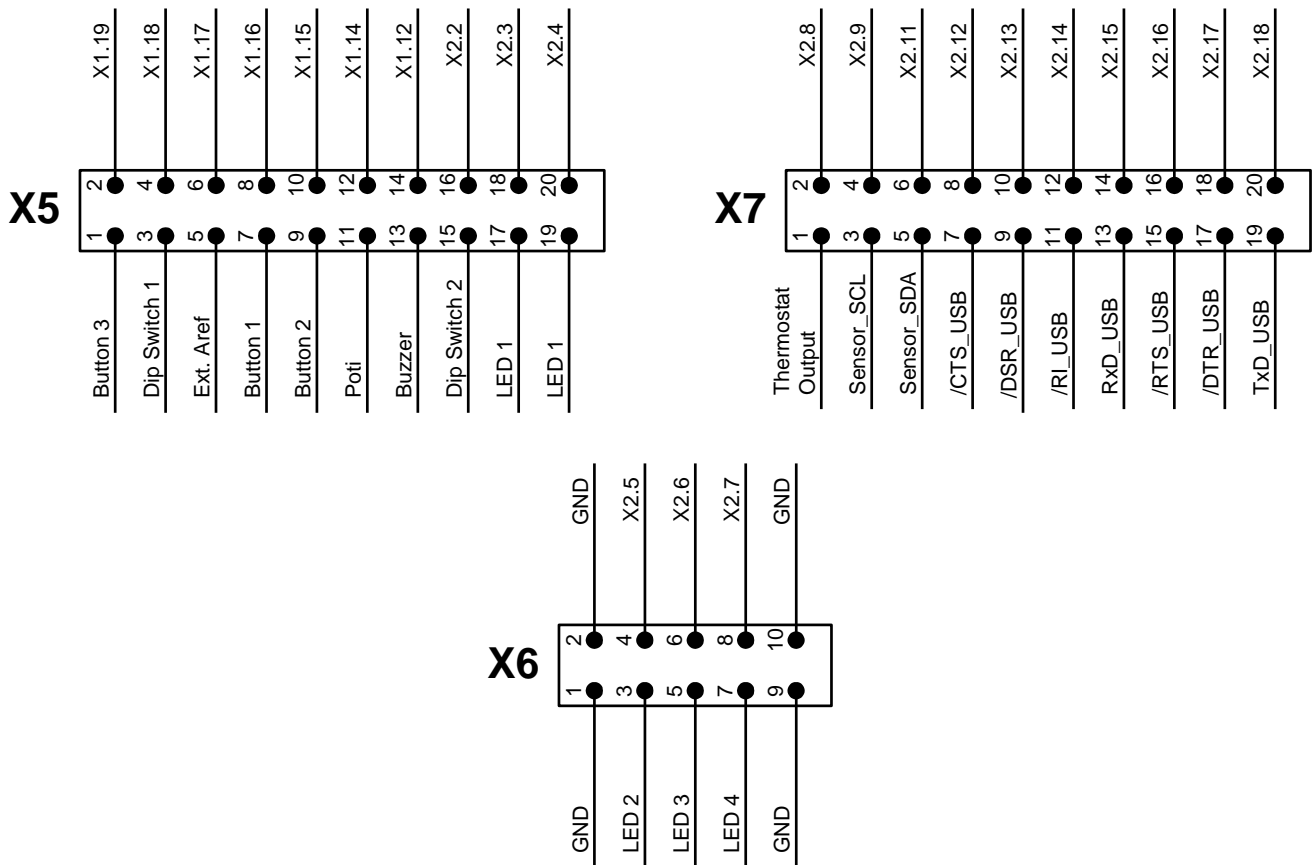 X1.19 X1.18 X1.17 X1.16 X1.15 X1.14 X1.12 X2.2 X2.3 X2.4
X5
2 4 6 8 10 12 14 16 18 20
1 3 5 7 9 11 13 15 17 19
Button 3
Dip Switch 1
Ext. Aref
Button 1
Button 2
Poti
Buzzer
Dip Switch 2
LED 1
LED 1
X2.8 X2.9 X2.11 X2.12 X2.13 X2.14 X2.15 X2.16 X2.17 X2.18
X7
2 4 6 8 10 12 14 16 18 20
1 3 5 7 9 11 13 15 17 19
Thermostat
Output
Sensor_SCL
Sensor_SDA
/CTS_USB
/DSR_USB
/RI_USB
RxD_USB
/RTS_USB
/DTR_USB
TxD_USB
GND X2.5 X2.6 X2.7 GND
X6
2 4 6 8 10
1 3 5 7 9
GND
LED 2
LED 3
LED 4
GND